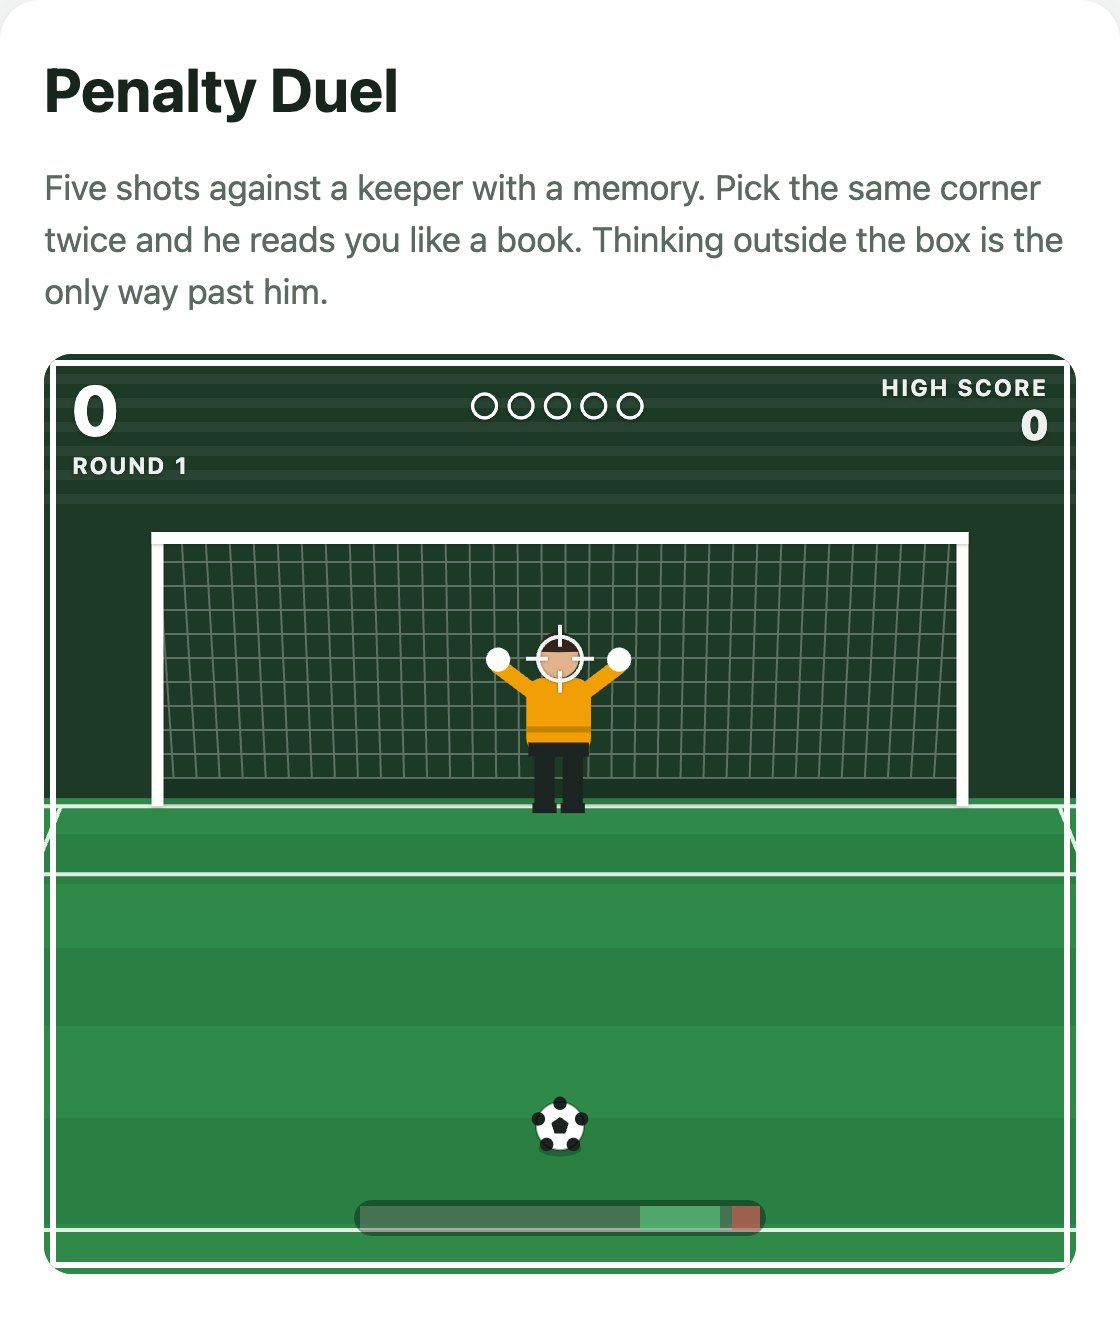 Penalty Duel
Five shots against a keeper with a memory. Pick the same corner
twice and he reads you like a book. Thinking outside the box is the
only way past him.
0
ROUND 1
HIGH SCORE
0